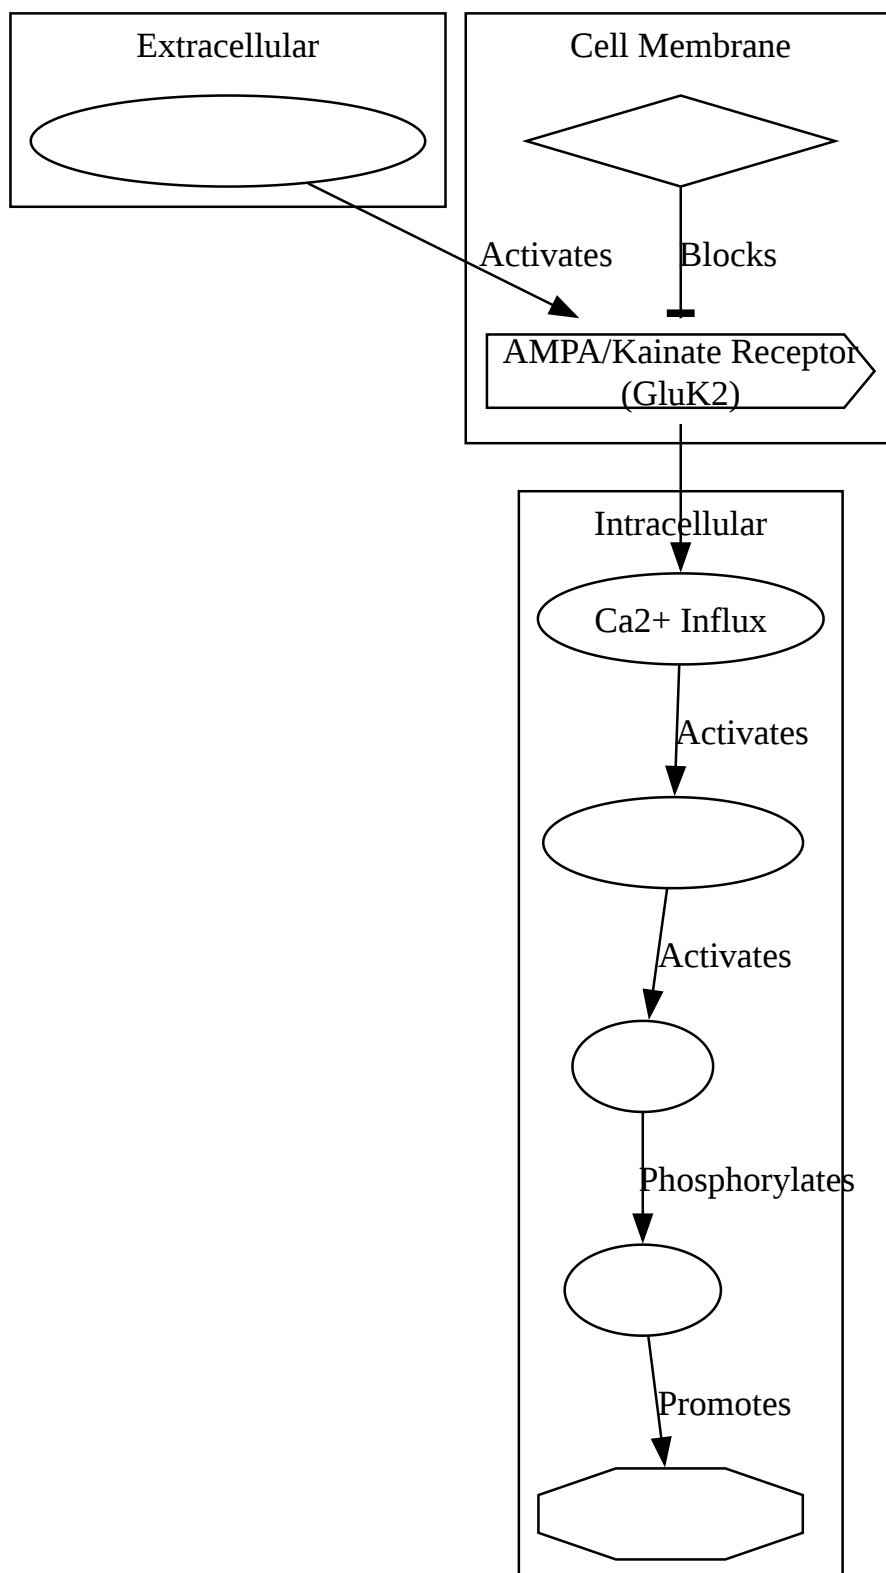 Extracellular
Cell Membrane
Activates
Blocks
AMPA/Kainate Receptor
(GluK2)
Intracellular
Ca2+ Influx
Activates
Activates
Phosphorylates
Promotes